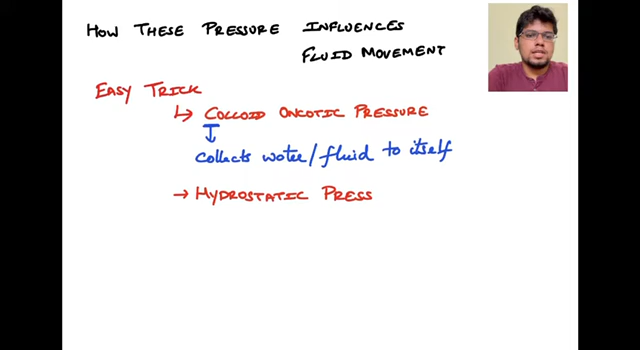 HOW THESE PRESSURE INFLUENCES
FLUID MOVEMENT
EASY TRICK
↳ COLLOID ONCOTIC PRESSURE
↓
collects water/fluid to itself
→ HYDROSTATIC PRESS